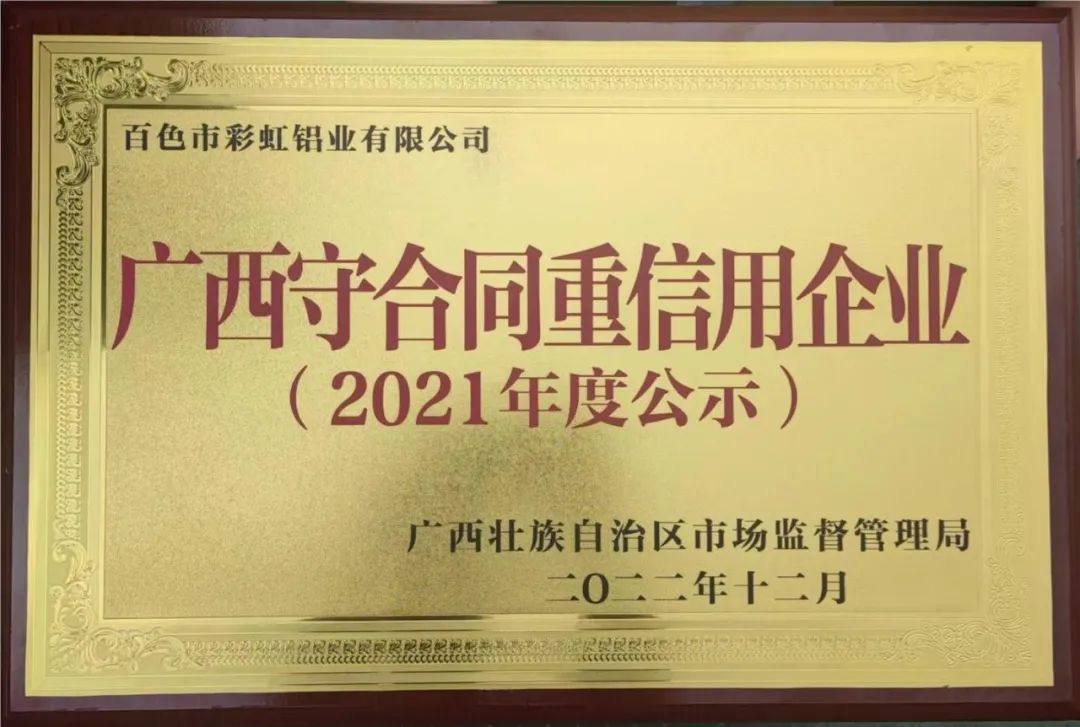 百色市彩虹铝业有限公司
广西守合同重信用企业
（2021年度公示）
广西壮族自治区市场监督管理局
二〇二二年十二月